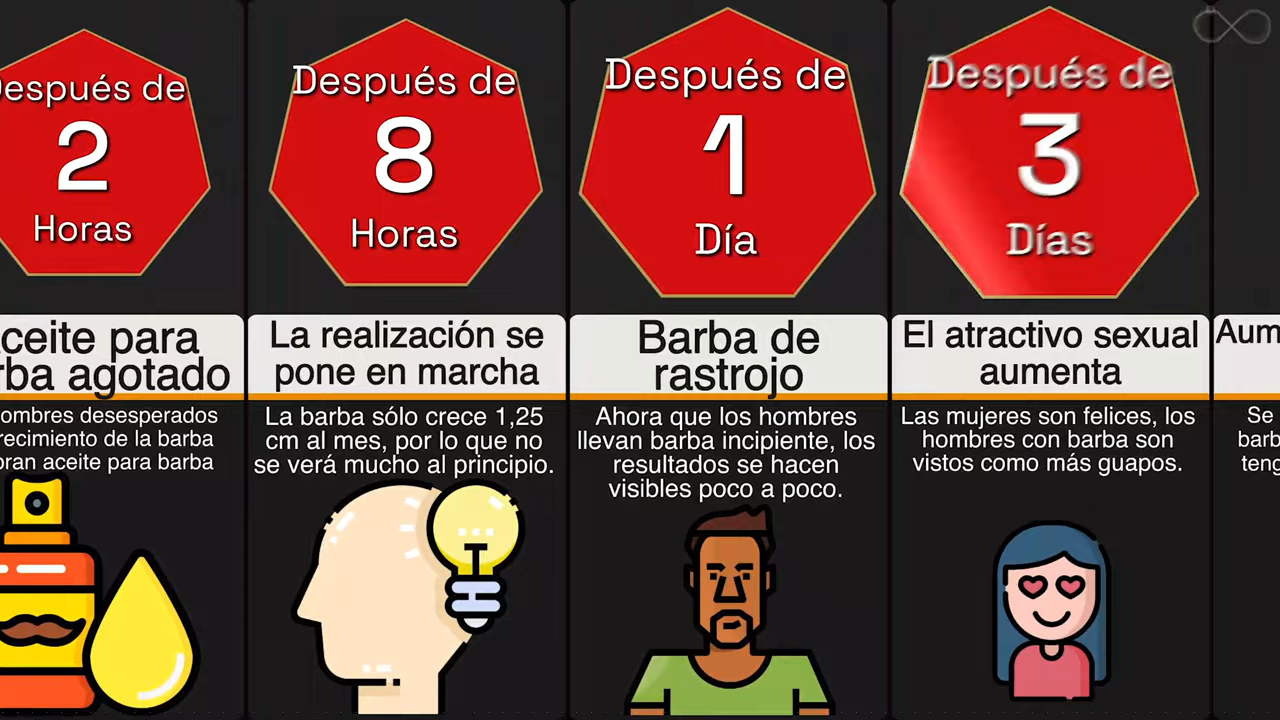 Después de
2
Horas
ceite para
rba agotado
ombres desesperados
recimiento de la barba
pran aceite para barba
Después de
8
Horas
La realización se
pone en marcha
La barba sólo crece 1,25
cm al mes, por lo que no
se verá mucho al principio.
Después de
1
Día
Barba de
rastrojo
Ahora que los hombres
llevan barba incipiente, los
resultados se hacen
visibles poco a poco.
Después de
3
Días
El atractivo sexual
aumenta
Las mujeres son felices, los
hombres con barba son
vistos como más guapos.
Aum
Se
barb
teng